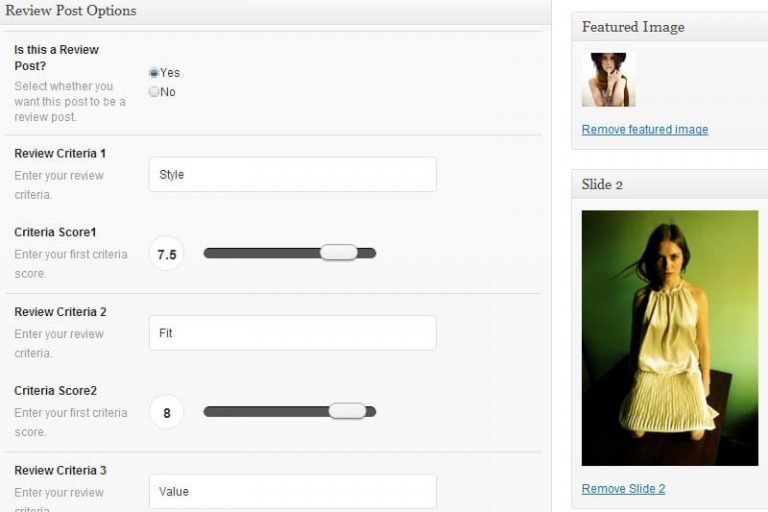 Review Post Options
Is this a Review
Post?
Select whether you
want this post to be a
review post.
Yes
No
Review Criteria 1
Enter your review
criteria.
Style
Criteria Score1
Enter your first criteria
score.
7.5
Review Criteria 2
Enter your review
criteria.
Fit
Criteria Score2
Enter your first criteria
score.
8
Review Criteria 3
Enter your review
criteria.
Value
Featured Image
Remove featured image
Slide 2
Remove Slide 2